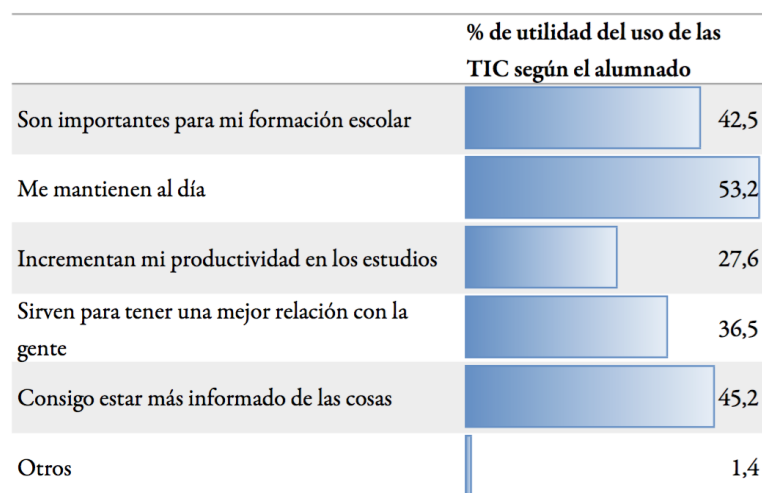 % de utilidad del uso de las
TIC según el alumnado
Son importantes para mi formación escolar 42,5
Me mantienen al día 53,2
Incrementan mi productividad en los estudios 27,6
Sirven para tener una mejor relación con la
gente 36,5
Consigo estar más informado de las cosas 45,2
Otros 1,4